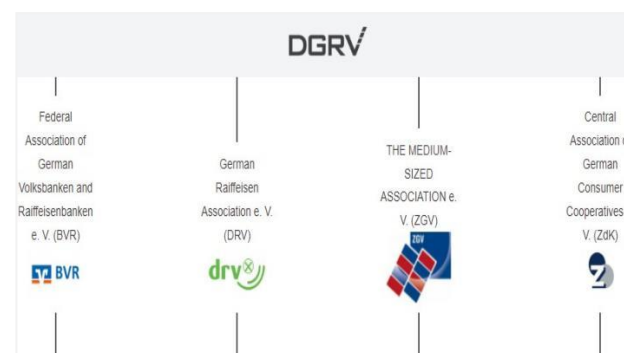 DGRV
Federal
Association of
German
Volksbanken and
Raiffeisenbanken
e. V. (BVR)
BVR
German
Raiffeisen
Association e. V.
(DRV)
drv
THE MEDIUM-
SIZED
ASSOCIATION e.
V. (ZGV)
ZGV
Central
Association
German
Consumer
Cooperatives
V. (ZdK)
Z